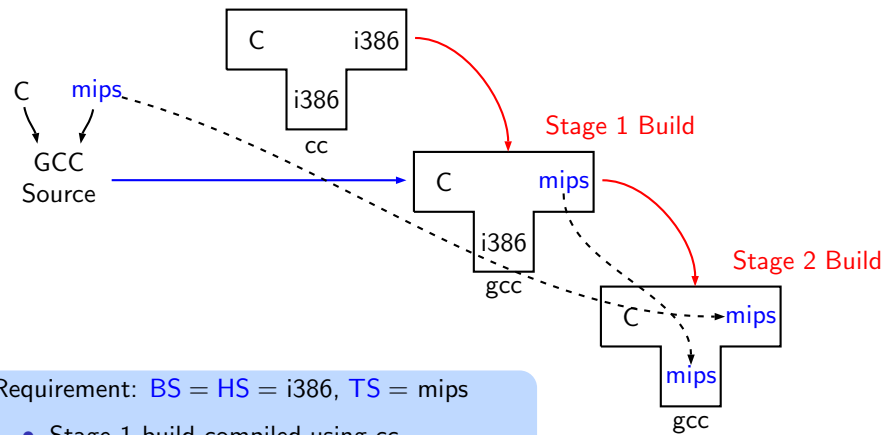 C i386
i386
cc
C mips
GCC
Source
Stage 1 Build
C mips
i386
gcc
Stage 2 Build
C mips
mips
gcc
Requirement: BS = HS = i386, TS = mips
• Stage 1 build compiled using cc